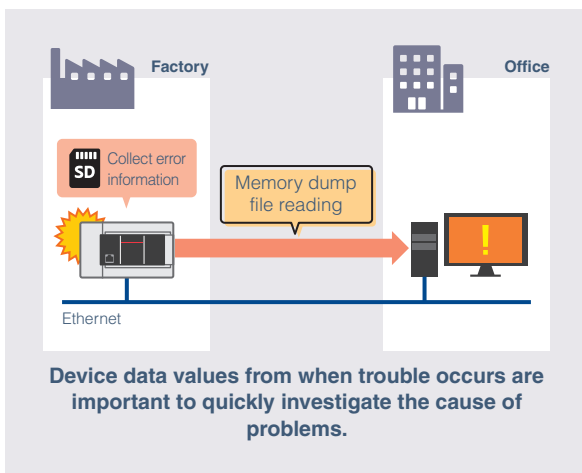 Factory
Office
SD
Collect error
information
Memory dump
file reading
!
Ethernet
Device data values from when trouble occurs are
important to quickly investigate the cause of
problems.